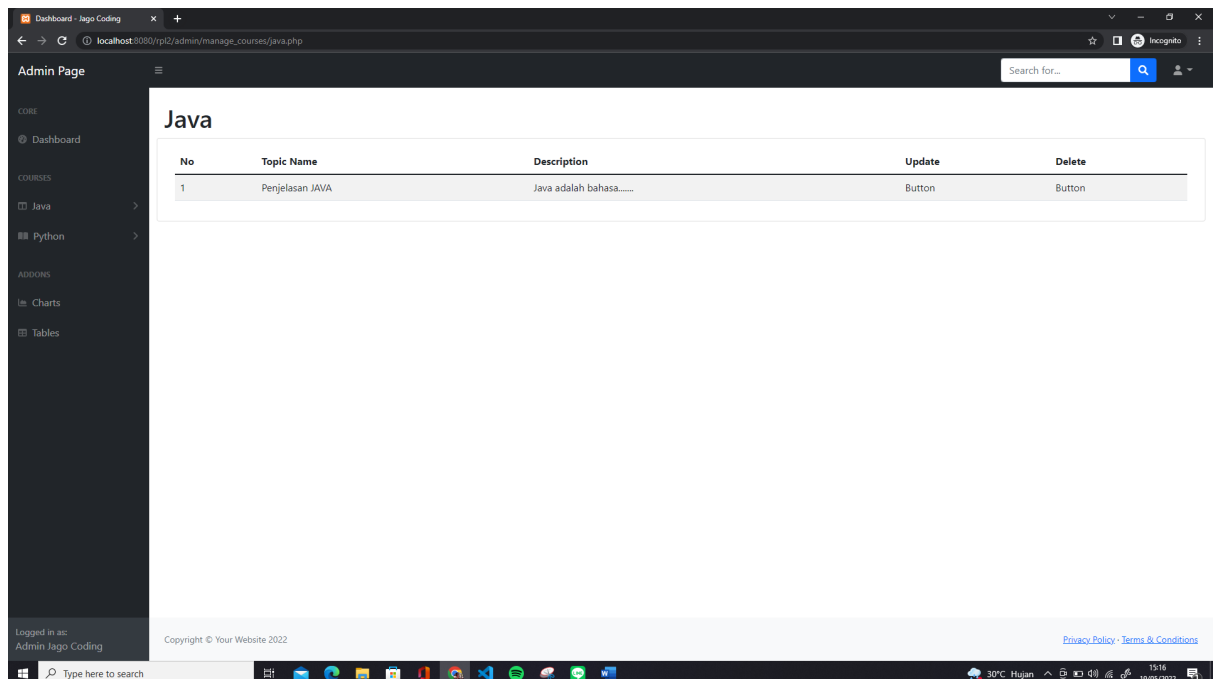 Dashboard - Jago Coding
localhost:8080/rpl2/admin/manage_courses/java.php
Incognito
Admin Page
Search for...
CORE
Dashboard
COURSES
Java
Python
ADDONS
Charts
Tables
Logged in as:
Admin Jago Coding
Java
No Topic Name Description Update Delete
1 Penjelasan JAVA Java adalah bahasa....... Button Button
Copyright © Your Website 2022
Privacy Policy · Terms & Conditions
Type here to search
30°C Hujan
15:16
10/05/2022